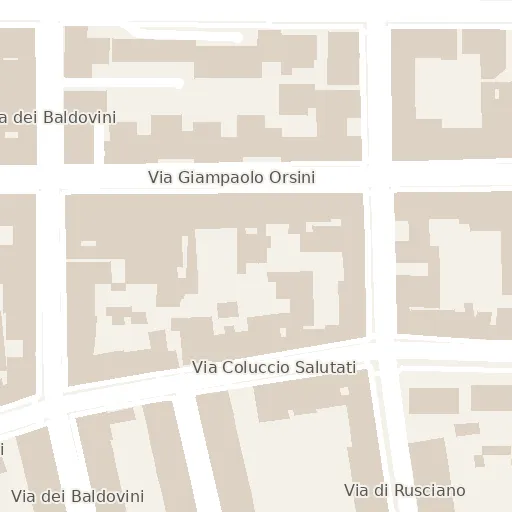 a dei Baldovini
Via Giampaolo Orsini
Via Coluccio Salutati
i
Via di Rusciano
Via dei Baldovini